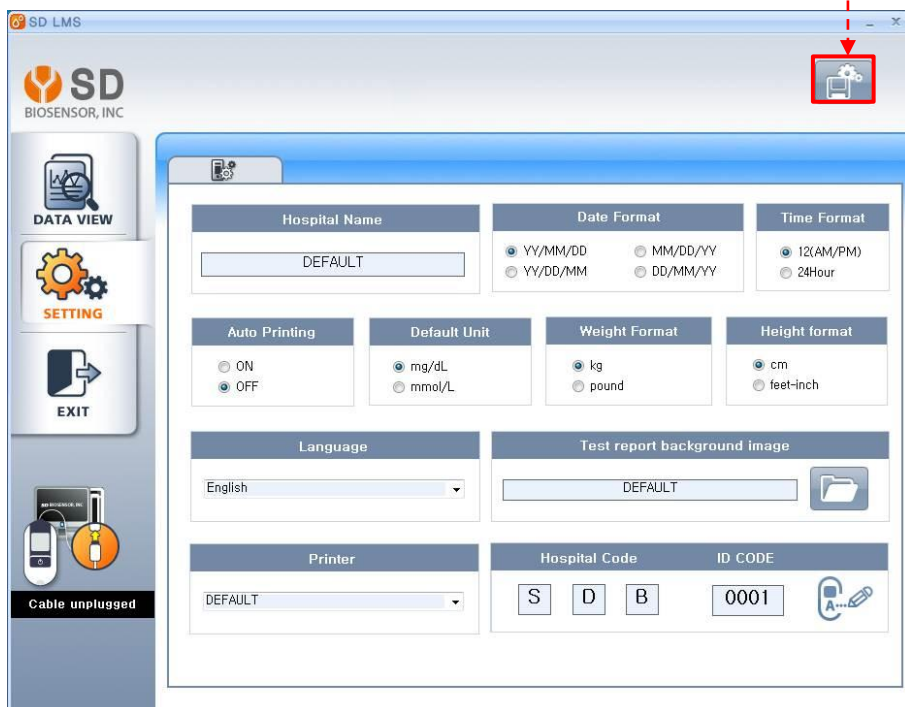 SD LMS
SD
BIOSENSOR, INC
DATA VIEW
SETTING
EXIT
Cable unplugged
Hospital Name
DEFAULT
Date Format
YY/MM/DD
MM/DD/YY
YY/DD/MM
DD/MM/YY
Time Format
12(AM/PM)
24Hour
Auto Printing
ON
OFF
Default Unit
mg/dL
mmol/L
Weight Format
kg
pound
Height format
cm
feet-inch
Language
English
Test report background image
DEFAULT
Printer
DEFAULT
Hospital Code
ID CODE
S D B
0001
A...